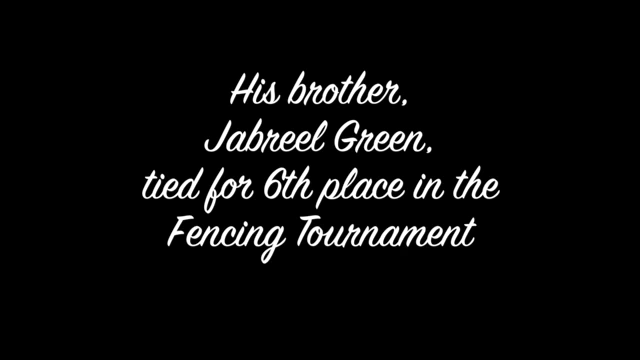 His brother,
Jabreel Green,
tied for 6th place in the
Fencing Tournament